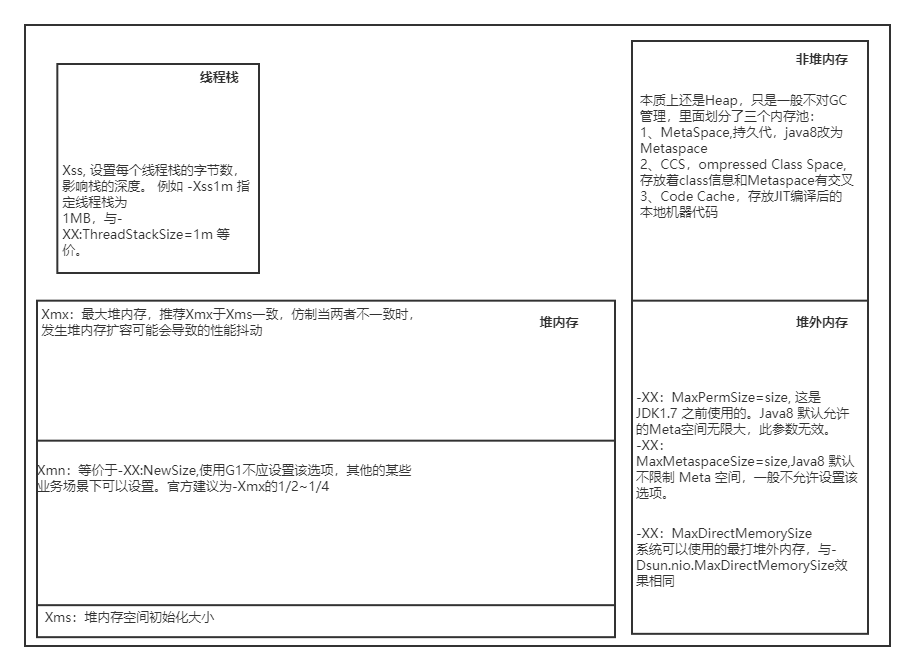 线程栈
Xss, 设置每个线程栈的字节数,
影响栈的深度。 例如 -Xss1m 指
定线程栈为
1MB，与-
XX:ThreadStackSize=1m 等
价。
非堆内存
本质上还是Heap，只是一般不对GC
管理，里面划分了三个内存池：
1、MetaSpace,持久代，java8改为
Metaspace
2、CCS，ompressed Class Space,
存放着class信息和Metaspace有交叉
3、Code Cache，存放JIT编译后的
本地机器代码
Xmx：最大堆内存，推荐Xmx于Xms一致，仿制当两者不一致时，
发生堆内存扩容可能会导致的性能抖动
堆内存
Xmn：等价于-XX:NewSize,使用G1不应设置该选项，其他的某些
业务场景下可以设置。官方建议为-Xmx的1/2~1/4
Xms：堆内存空间初始化大小
堆外内存
-XX：MaxPermSize=size, 这是
JDK1.7 之前使用的。Java8 默认允许
的Meta空间无限大，此参数无效。
-XX：
MaxMetaspaceSize=size,Java8 默认
不限制 Meta 空间，一般不允许设置该
选项。
-XX：MaxDirectMemorySize
系统可以使用的最打堆外内存，与-
Dsun.nio.MaxDirectMemorySize效
果相同